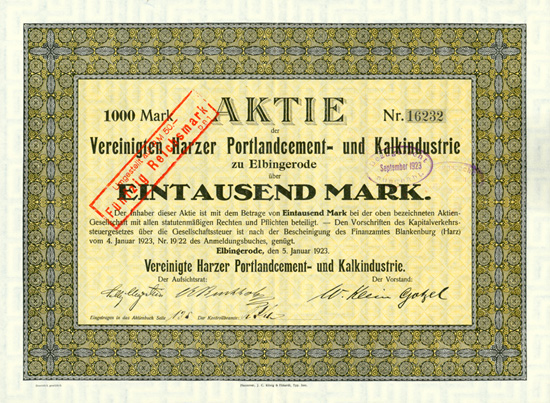 1000 Mark
AKTIE
Nr. 16232
der
Vereinigten Harzer Portlandcement- und Kalkindustrie
zu Elbingerode
über
EINTAUSEND MARK.
Fünfzig Reichsmark
September 1923
Der Inhaber dieser Aktie ist mit dem Betrage von Eintausend Mark bei der oben bezeichneten Aktien-
Gesellschaft mit allen statutenmäßigen Rechten und Pflichten beteiligt. — Den Vorschriften des Kapitalverkehrs-
steuergesetzes über die Gesellschaftssteuer ist nach der Bescheinigung des Finanzamtes Blankenburg (Harz)
vom 4. Januar 1923, Nr. 19/22 des Anmeldungsbuches, genügt.
Elbingerode, den 5. Januar 1923.
Vereinigte Harzer Portlandcement- und Kalkindustrie.
Der Aufsichtsrat:
Der Vorstand:
Eingetragen in das Aktienbuch Seite
Der Kontrollbeamte: